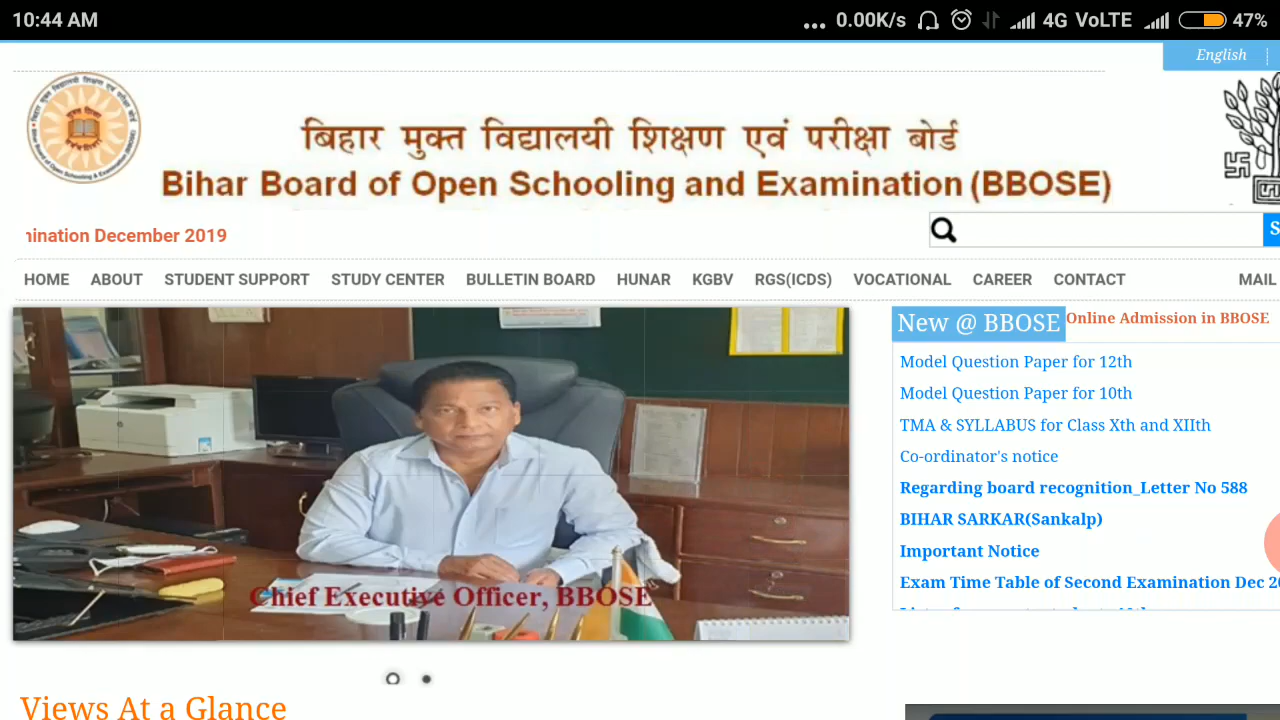 10:44 AM
... 0.00K/s 4G VoLTE 47%
English
बिहार मुक्त विद्यालयी शिक्षण एवं परीक्षा बोर्ड
Bihar Board of Open Schooling and Examination (BBOSE)
nination December 2019
S
HOME ABOUT STUDENT SUPPORT STUDY CENTER BULLETIN BOARD HUNAR KGBV RGS(ICDS) VOCATIONAL CAREER CONTACT MAIL
New @ BBOSE Online Admission in BBOSE
Model Question Paper for 12th
Model Question Paper for 10th
TMA & SYLLABUS for Class Xth and XIIth
Co-ordinator's notice
Regarding board recognition_Letter No 588
BIHAR SARKAR(Sankalp)
Important Notice
Exam Time Table of Second Examination Dec 20
Chief Executive Officer, BBOSE
Views At a Glance